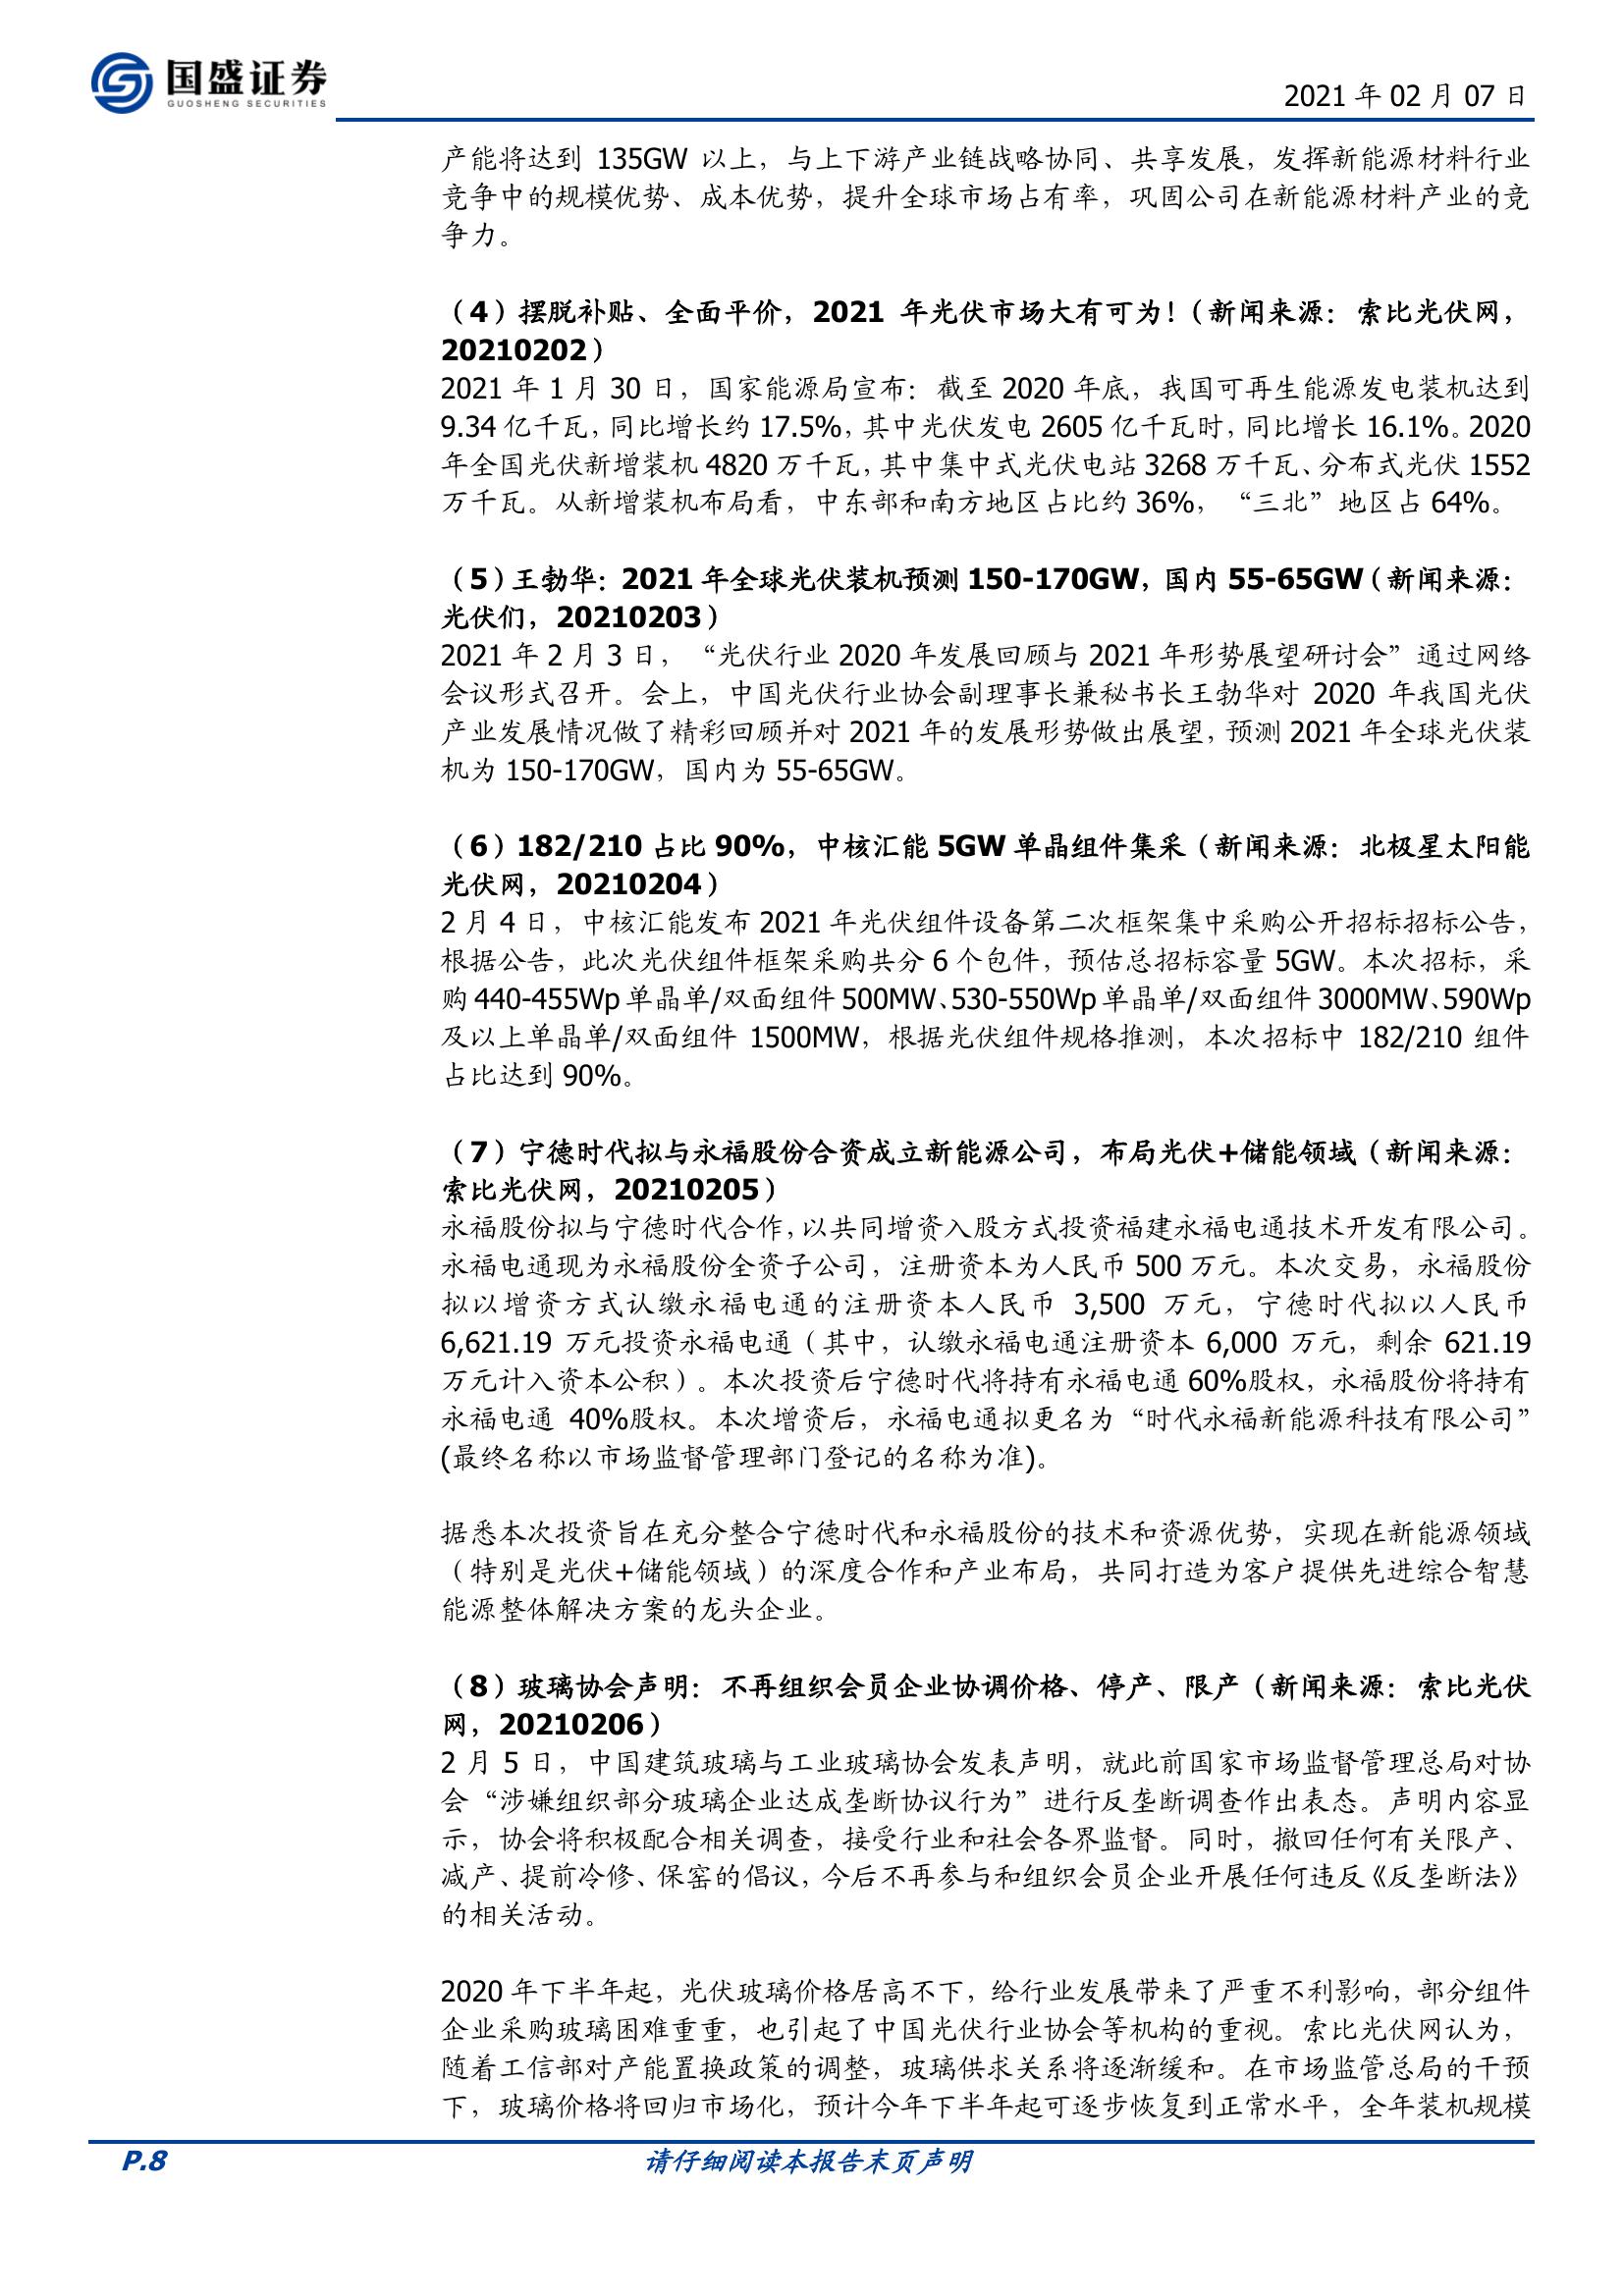 国盛证券
GUOSHENG SECURITIES
2021 年 02 月 07 日
产能将达到 135GW 以上，与上下游产业链战略协同、共享发展，发挥新能源材料行业
竞争中的规模优势、成本优势，提升全球市场占有率，巩固公司在新能源材料产业的竞
争力。
（4）摆脱补贴、全面平价，2021 年光伏市场大有可为！（新闻来源：索比光伏网，
20210202）
2021 年 1 月 30 日，国家能源局宣布：截至 2020 年底，我国可再生能源发电装机达到
9.34 亿千瓦，同比增长约 17.5%，其中光伏发电 2605 亿千瓦时，同比增长 16.1%。2020
年全国光伏新增装机 4820 万千瓦，其中集中式光伏电站 3268 万千瓦、分布式光伏 1552
万千瓦。从新增装机布局看，中东部和南方地区占比约 36%，“三北”地区占 64%。
（5）王勃华：2021 年全球光伏装机预测 150-170GW，国内 55-65GW（新闻来源：
光伏们，20210203）
2021 年 2 月 3 日，“光伏行业 2020 年发展回顾与 2021 年形势展望研讨会”通过网络
会议形式召开。会上，中国光伏行业协会副理事长兼秘书长王勃华对 2020 年我国光伏
产业发展情况做了精彩回顾并对 2021 年的发展形势做出展望，预测 2021 年全球光伏装
机为 150-170GW，国内为 55-65GW。
（6）182/210 占比 90%，中核汇能 5GW 单晶组件集采（新闻来源：北极星太阳能
光伏网，20210204）
2 月 4 日，中核汇能发布 2021 年光伏组件设备第二次框架集中采购公开招标招标公告，
根据公告，此次光伏组件框架采购共分 6 个包件，预估总招标容量 5GW。本次招标，采
购 440-455Wp 单晶单/双面组件 500MW、530-550Wp 单晶单/双面组件 3000MW、590Wp
及以上单晶单/双面组件 1500MW，根据光伏组件规格推测，本次招标中 182/210 组件
占比达到 90%。
（7）宁德时代拟与永福股份合资成立新能源公司，布局光伏+储能领域（新闻来源：
索比光伏网，20210205）
永福股份拟与宁德时代合作，以共同增资入股方式投资福建永福电通技术开发有限公司。
永福电通现为永福股份全资子公司，注册资本为人民币 500 万元。本次交易，永福股份
拟以增资方式认缴永福电通的注册资本人民币 3,500 万元，宁德时代拟以人民币
6,621.19 万元投资永福电通（其中，认缴永福电通注册资本 6,000 万元，剩余 621.19
万元计入资本公积）。本次投资后宁德时代将持有永福电通 60%股权，永福股份将持有
永福电通 40%股权。本次增资后，永福电通拟更名为“时代永福新能源科技有限公司”
(最终名称以市场监督管理部门登记的名称为准)。
据悉本次投资旨在充分整合宁德时代和永福股份的技术和资源优势，实现在新能源领域
（特别是光伏+储能领域）的深度合作和产业布局，共同打造为客户提供先进综合智慧
能源整体解决方案的龙头企业。
（8）玻璃协会声明：不再组织会员企业协调价格、停产、限产（新闻来源：索比光伏
网，20210206）
2 月 5 日，中国建筑玻璃与工业玻璃协会发表声明，就此前国家市场监督管理总局对协
会“涉嫌组织部分玻璃企业达成垄断协议行为”进行反垄断调查作出表态。声明内容显
示，协会将积极配合相关调查，接受行业和社会各界监督。同时，撤回任何有关限产、
减产、提前冷修、保窑的倡议，今后不再参与和组织会员企业开展任何违反《反垄断法》
的相关活动。
2020 年下半年起，光伏玻璃价格居高不下，给行业发展带来了严重不利影响，部分组件
企业采购玻璃困难重重，也引起了中国光伏行业协会等机构的重视。索比光伏网认为，
随着工信部对产能置换政策的调整，玻璃供求关系将逐渐缓和。在市场监管总局的干预
下，玻璃价格将回归市场化，预计今年下半年起可逐步恢复到正常水平，全年装机规模
P.8
请仔细阅读本报告末页声明